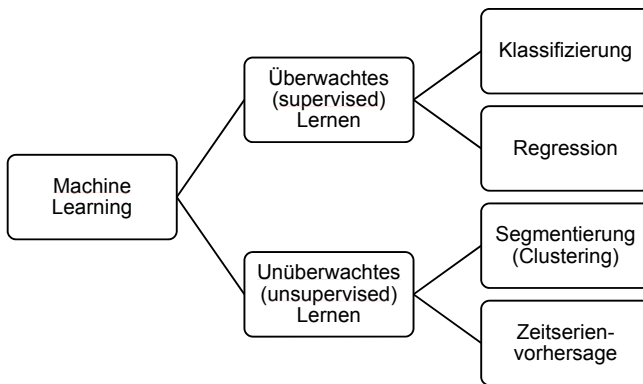 Machine
Learning
Überwachtes
(supervised)
Lernen
Klassifizierung
Regression
Unüberwachtes
(unsupervised)
Lernen
Segmentierung
(Clustering)
Zeitserien-
vorhersage